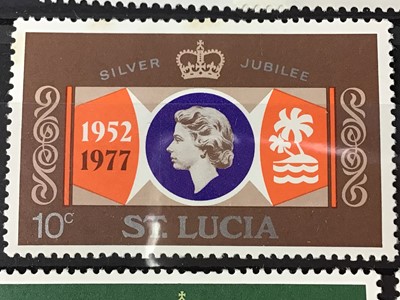 SILVER JUBILEE
1952
1977
10c
ST. LUCIA